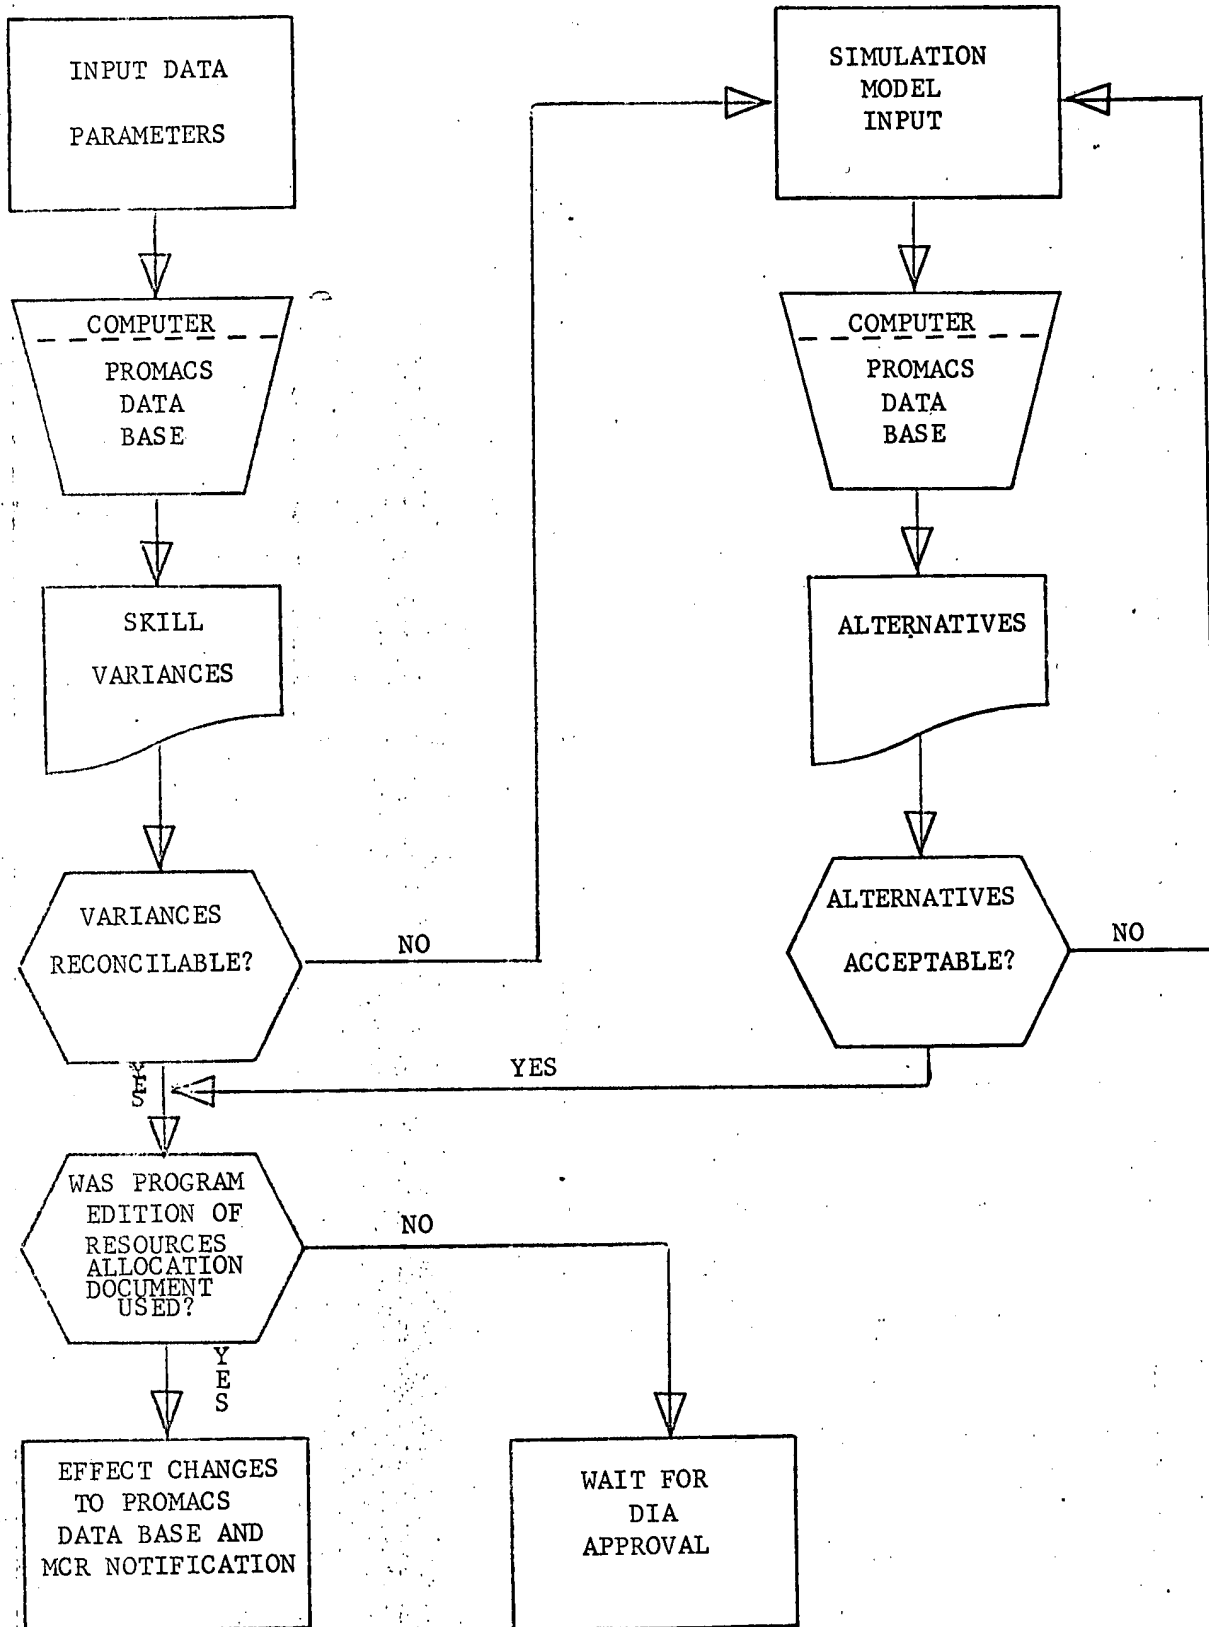 INPUT DATA
PARAMETERS
COMPUTER
PROMACS
DATA
BASE
SKILL
VARIANCES
VARIANCES
RECONCILABLE?
NO
YES
SIMULATION
MODEL
INPUT
COMPUTER
PROMACS
DATA
BASE
ALTERNATIVES
ALTERNATIVES
ACCEPTABLE?
NO
YES
WAS PROGRAM
EDITION OF
RESOURCES
ALLOCATION
DOCUMENT
USED?
NO
YES
EFFECT CHANGES
TO PROMACS
DATA BASE AND
MCR NOTIFICATION
WAIT FOR
DIA
APPROVAL